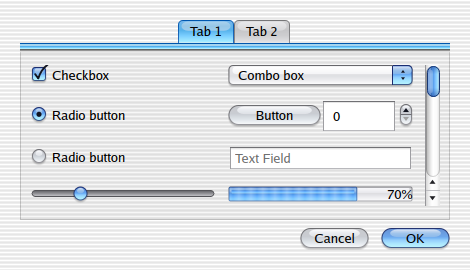 Tab 1 Tab 2
Checkbox Combo box
Radio button Button 0
Radio button Text Field
70%
Cancel OK